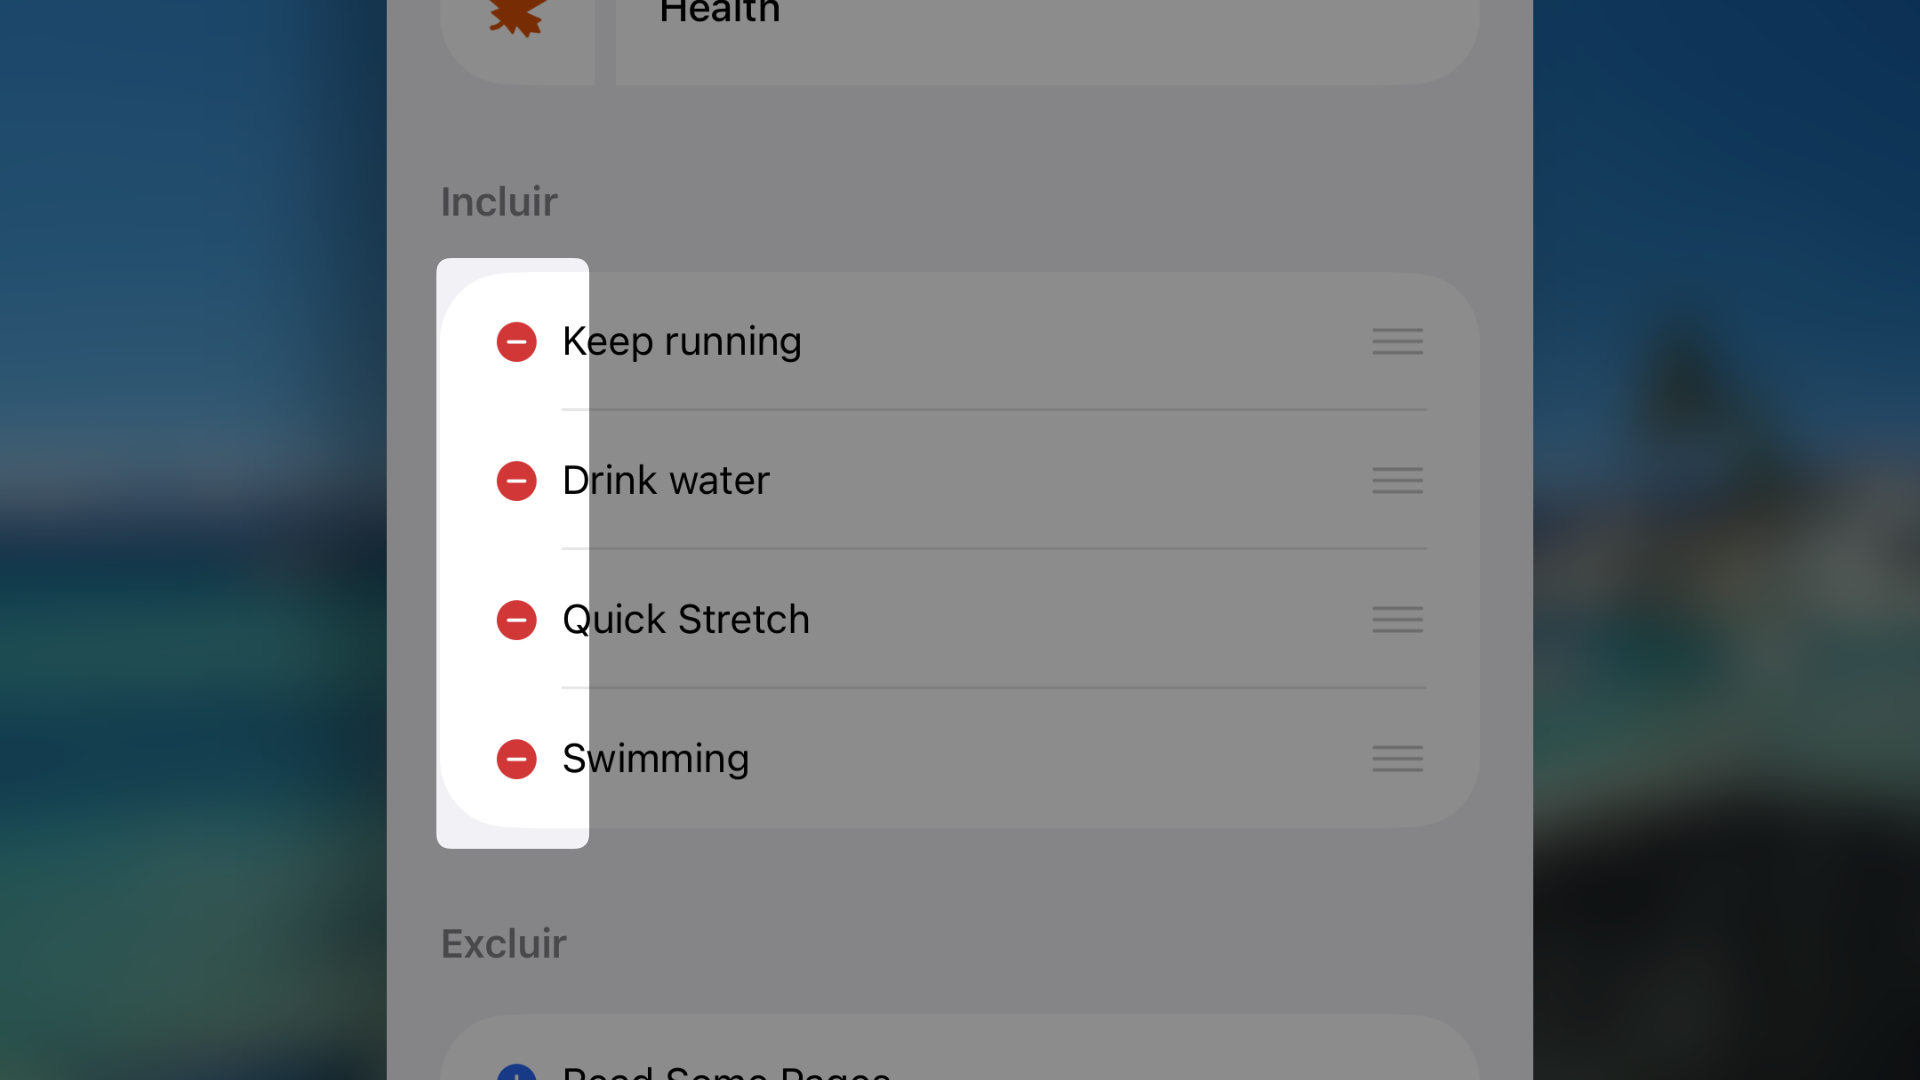 Health
Incluir
Keep running
Drink water
Quick Stretch
Swimming
Excluir
Read Some Pages